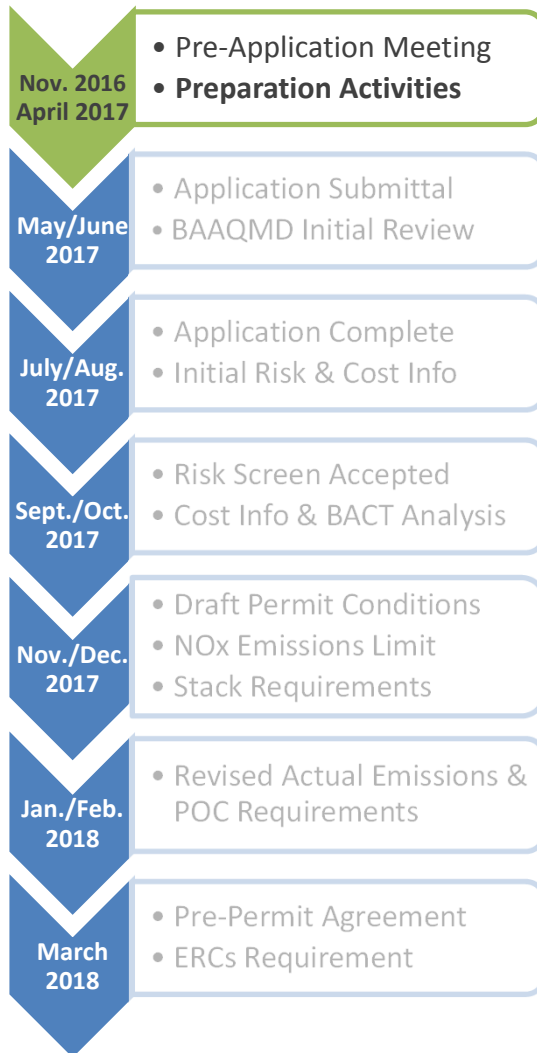 Nov. 2016
April 2017
• Pre-Application Meeting
• Preparation Activities
May/June
2017
• Application Submittal
• BAAQMD Initial Review
July/Aug.
2017
• Application Complete
• Initial Risk & Cost Info
Sept./Oct.
2017
• Risk Screen Accepted
• Cost Info & BACT Analysis
Nov./Dec.
2017
• Draft Permit Conditions
• NOx Emissions Limit
• Stack Requirements
Jan./Feb.
2018
• Revised Actual Emissions &
POC Requirements
March
2018
• Pre-Permit Agreement
• ERCs Requirement